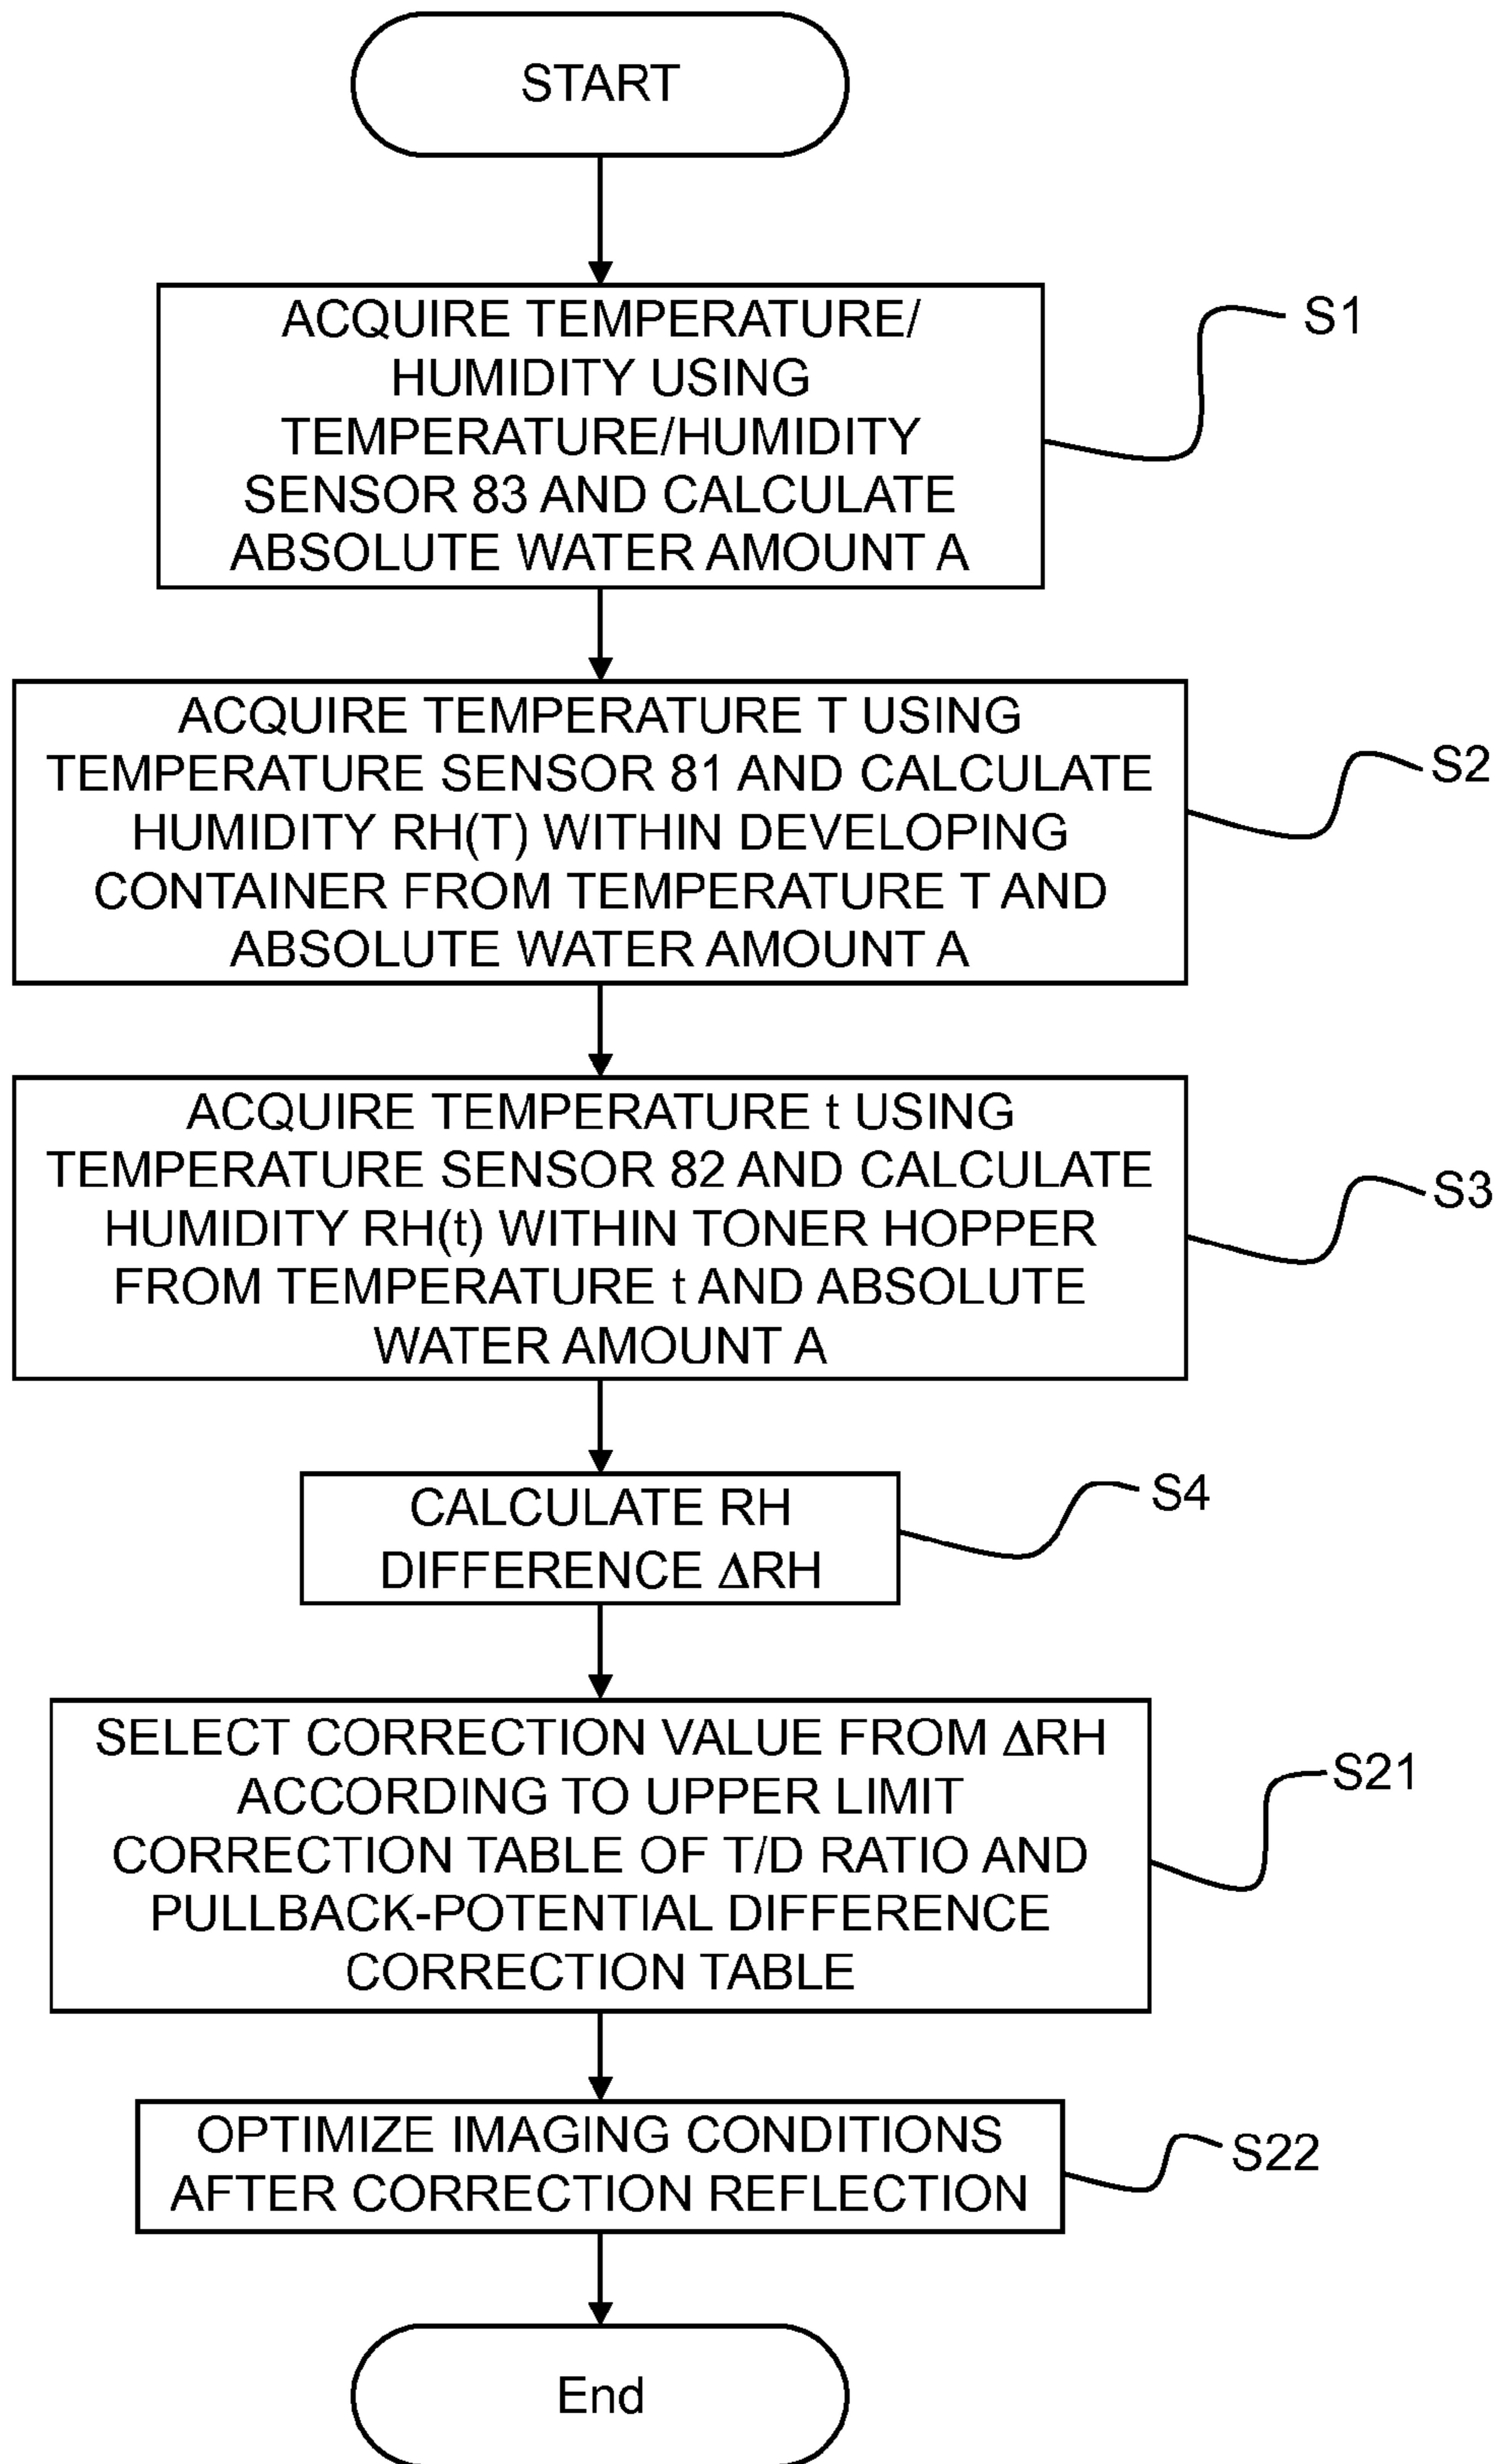 START
ACQUIRE TEMPERATURE/
HUMIDITY USING
TEMPERATURE/HUMIDITY
SENSOR 83 AND CALCULATE
ABSOLUTE WATER AMOUNT A
S1
ACQUIRE TEMPERATURE T USING
TEMPERATURE SENSOR 81 AND CALCULATE
HUMIDITY RH(T) WITHIN DEVELOPING
CONTAINER FROM TEMPERATURE T AND
ABSOLUTE WATER AMOUNT A
S2
ACQUIRE TEMPERATURE t USING
TEMPERATURE SENSOR 82 AND CALCULATE
HUMIDITY RH(t) WITHIN TONER HOPPER
FROM TEMPERATURE t AND ABSOLUTE
WATER AMOUNT A
S3
CALCULATE RH
DIFFERENCE ΔRH
S4
SELECT CORRECTION VALUE FROM ΔRH
ACCORDING TO UPPER LIMIT
CORRECTION TABLE OF T/D RATIO AND
PULLBACK-POTENTIAL DIFFERENCE
CORRECTION TABLE
S21
OPTIMIZE IMAGING CONDITIONS
AFTER CORRECTION REFLECTION
S22
End